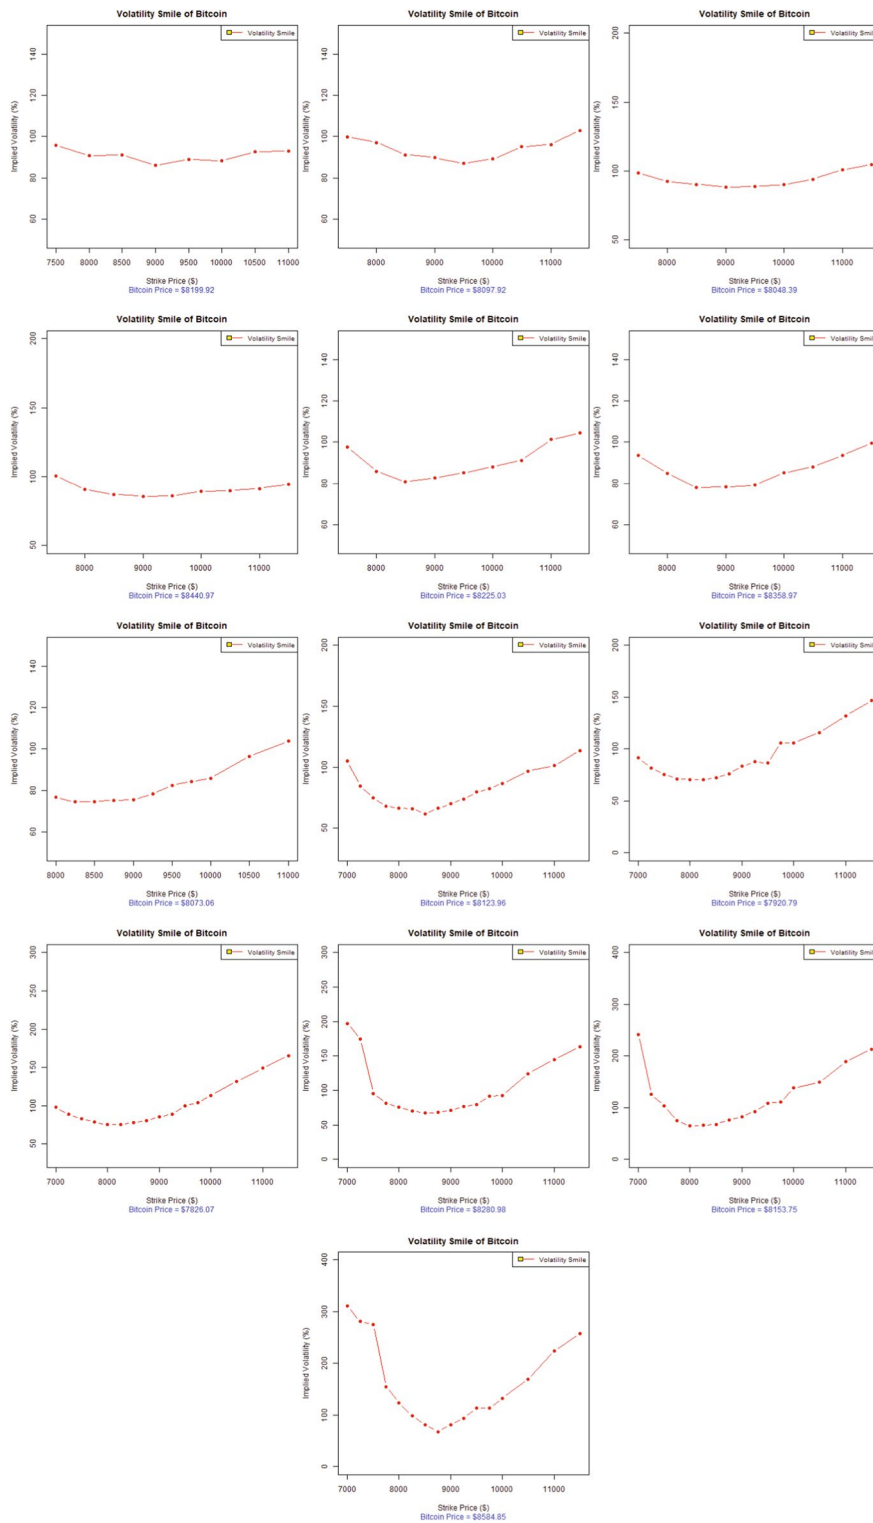 Volatility Smile of Bitcoin
Volatility Smile
Implied Volatility (%)
140
120
100
80
60
7500 8000 8500 9000 9500 10000 10500 11000
Strike Price ($)
Bitcoin Price = $8199.92
Volatility Smile of Bitcoin
Volatility Smile
Implied Volatility (%)
140
120
100
80
60
8000 9000 10000 11000
Strike Price ($)
Bitcoin Price = $8097.92
Volatility Smile of Bitcoin
Volatility Smile
Implied Volatility (%)
200
150
100
50
8000 9000 10000 11000
Strike Price ($)
Bitcoin Price = $8048.39
Volatility Smile of Bitcoin
Volatility Smile
Implied Volatility (%)
200
150
100
50
8000 9000 10000 11000
Strike Price ($)
Bitcoin Price = $8440.97
Volatility Smile of Bitcoin
Volatility Smile
Implied Volatility (%)
140
120
100
80
60
8000 9000 10000 11000
Strike Price ($)
Bitcoin Price = $8225.03
Volatility Smile of Bitcoin
Volatility Smile
Implied Volatility (%)
140
120
100
80
60
8000 9000 10000 11000
Strike Price ($)
Bitcoin Price = $8358.97
Volatility Smile of Bitcoin
Volatility Smile
Implied Volatility (%)
140
120
100
80
60
8000 8500 9000 9500 10000 10500 11000
Strike Price ($)
Bitcoin Price = $8073.06
Volatility Smile of Bitcoin
Volatility Smile
Implied Volatility (%)
200
150
100
50
7000 8000 9000 10000 11000
Strike Price ($)
Bitcoin Price = $8123.96
Volatility Smile of Bitcoin
Volatility Smile
Implied Volatility (%)
200
150
100
50
0
7000 8000 9000 10000 11000
Strike Price ($)
Bitcoin Price = $7920.79
Volatility Smile of Bitcoin
Volatility Smile
Implied Volatility (%)
300
250
200
150
100
50
7000 8000 9000 10000 11000
Strike Price ($)
Bitcoin Price = $7826.07
Volatility Smile of Bitcoin
Volatility Smile
Implied Volatility (%)
300
250
200
150
100
50
0
7000 8000 9000 10000 11000
Strike Price ($)
Bitcoin Price = $8280.98
Volatility Smile of Bitcoin
Volatility Smile
Implied Volatility (%)
400
300
200
100
0
7000 8000 9000 10000 11000
Strike Price ($)
Bitcoin Price = $8153.75
Volatility Smile of Bitcoin
Volatility Smile
Implied Volatility (%)
400
300
200
100
0
7000 8000 9000 10000 11000
Strike Price ($)
Bitcoin Price = $8584.85